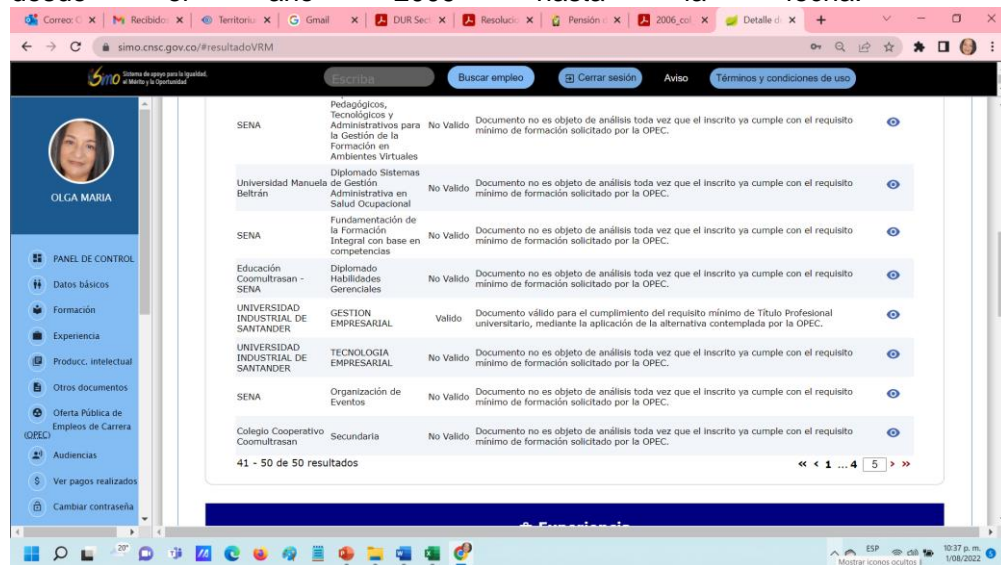 desde el año 2006 hasta la fecha.
Correo: C
Recibidos
Territorio
Gmail
DUR Sect
Resolució
Pensión d
2006_col
Detalle d
simo.cnsc.gov.co/#resultadoVRM
Simo Sistema de apoyo para la Igualdad, el Mérito y la Oportunidad
Escriba
Buscar empleo
Cerrar sesión
Aviso
Términos y condiciones de uso
OLGA MARIA
PANEL DE CONTROL
Datos básicos
Formación
Experiencia
Producc. intelectual
Otros documentos
Oferta Pública de
Empleos de Carrera
(OPEC)
Audiencias
Ver pagos realizados
Cambiar contraseña
SENA
Pedagógicos,
Tecnológicos y
Administrativos para
la Gestión de la
Formación en
Ambientes Virtuales
No Valido
Documento no es objeto de análisis toda vez que el inscrito ya cumple con el requisito
mínimo de formación solicitado por la OPEC.
Universidad Manuela
Beltrán
Diplomado Sistemas
de Gestión
Administrativa en
Salud Ocupacional
No Valido
Documento no es objeto de análisis toda vez que el inscrito ya cumple con el requisito
mínimo de formación solicitado por la OPEC.
SENA
Fundamentación de
la Formación
Integral con base en
competencias
No Valido
Documento no es objeto de análisis toda vez que el inscrito ya cumple con el requisito
mínimo de formación solicitado por la OPEC.
Educación
Coomultrasan -
SENA
Diplomado
Habilidades
Gerenciales
No Valido
Documento no es objeto de análisis toda vez que el inscrito ya cumple con el requisito
mínimo de formación solicitado por la OPEC.
UNIVERSIDAD
INDUSTRIAL DE
SANTANDER
GESTION
EMPRESARIAL
Valido
Documento válido para el cumplimiento del requisito mínimo de Título Profesional
universitario, mediante la aplicación de la alternativa contemplada por la OPEC.
UNIVERSIDAD
INDUSTRIAL DE
SANTANDER
TECNOLOGIA
EMPRESARIAL
No Valido
Documento no es objeto de análisis toda vez que el inscrito ya cumple con el requisito
mínimo de formación solicitado por la OPEC.
SENA
Organización de
Eventos
No Valido
Documento no es objeto de análisis toda vez que el inscrito ya cumple con el requisito
mínimo de formación solicitado por la OPEC.
Colegio Cooperativo
Coomultrasan
Secundaria
No Valido
Documento no es objeto de análisis toda vez que el inscrito ya cumple con el requisito
mínimo de formación solicitado por la OPEC.
41 - 50 de 50 resultados
« ‹ 1 ... 4 5 › »
Experiencia
20°
ESP
10:37 p. m.
1/08/2022
Mostrar iconos ocultos